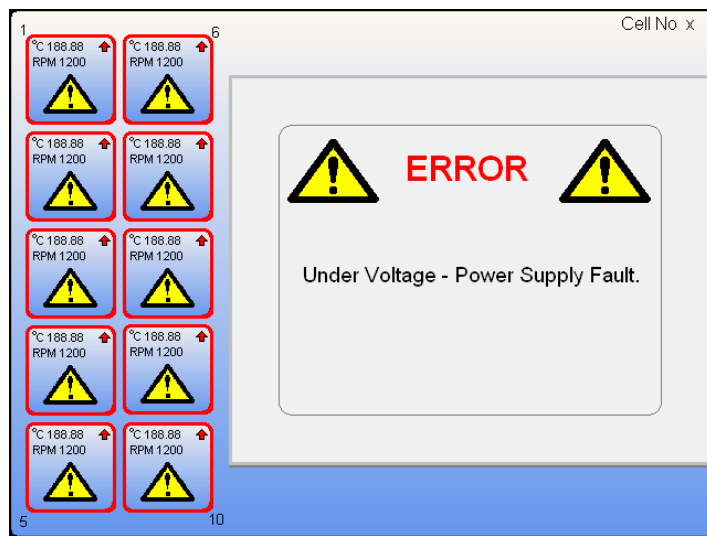 Cell No x
1
6
°C 188.88
RPM 1200
°C 188.88
RPM 1200
°C 188.88
RPM 1200
°C 188.88
RPM 1200
°C 188.88
RPM 1200
°C 188.88
RPM 1200
°C 188.88
RPM 1200
°C 188.88
RPM 1200
°C 188.88
RPM 1200
°C 188.88
RPM 1200
5
10
ERROR
Under Voltage - Power Supply Fault.